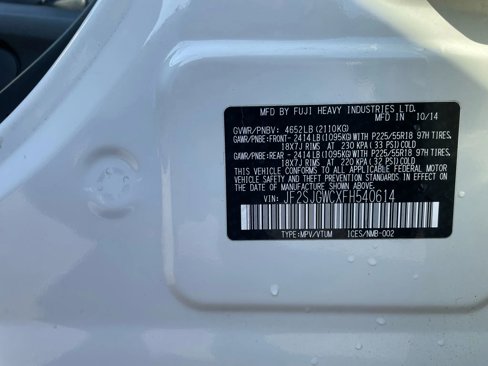 MFD BY FUJI HEAVY INDUSTRIES LTD.
MFD IN 10/14
GVWR/PNBV: 4652LB(2110KG)
GAWR/PNBE:FRONT- 2414LB(1095KG)WITH P225/55R18 97H TIRES,
18X7J RIMS AT 230 KPA(33 PSI)COLD
GAWR/PNBE:REAR - 2414LB(1095KG)WITH P225/55R18 97H TIRES,
18X7J RIMS AT 220 KPA(32 PSI)COLD
THIS VEHICLE CONFORMS TO ALL APPLICABLE FEDERAL MOTOR
VEHICLE SAFETY AND BUMPER STANDARDS IN EFFECT ON THE
DATE OF MANUFACTURE SHOWN ABOVE.
VIN: JF2SJGWCXFH540614
TYPE:MPV/VTUM ICES/NMB-002